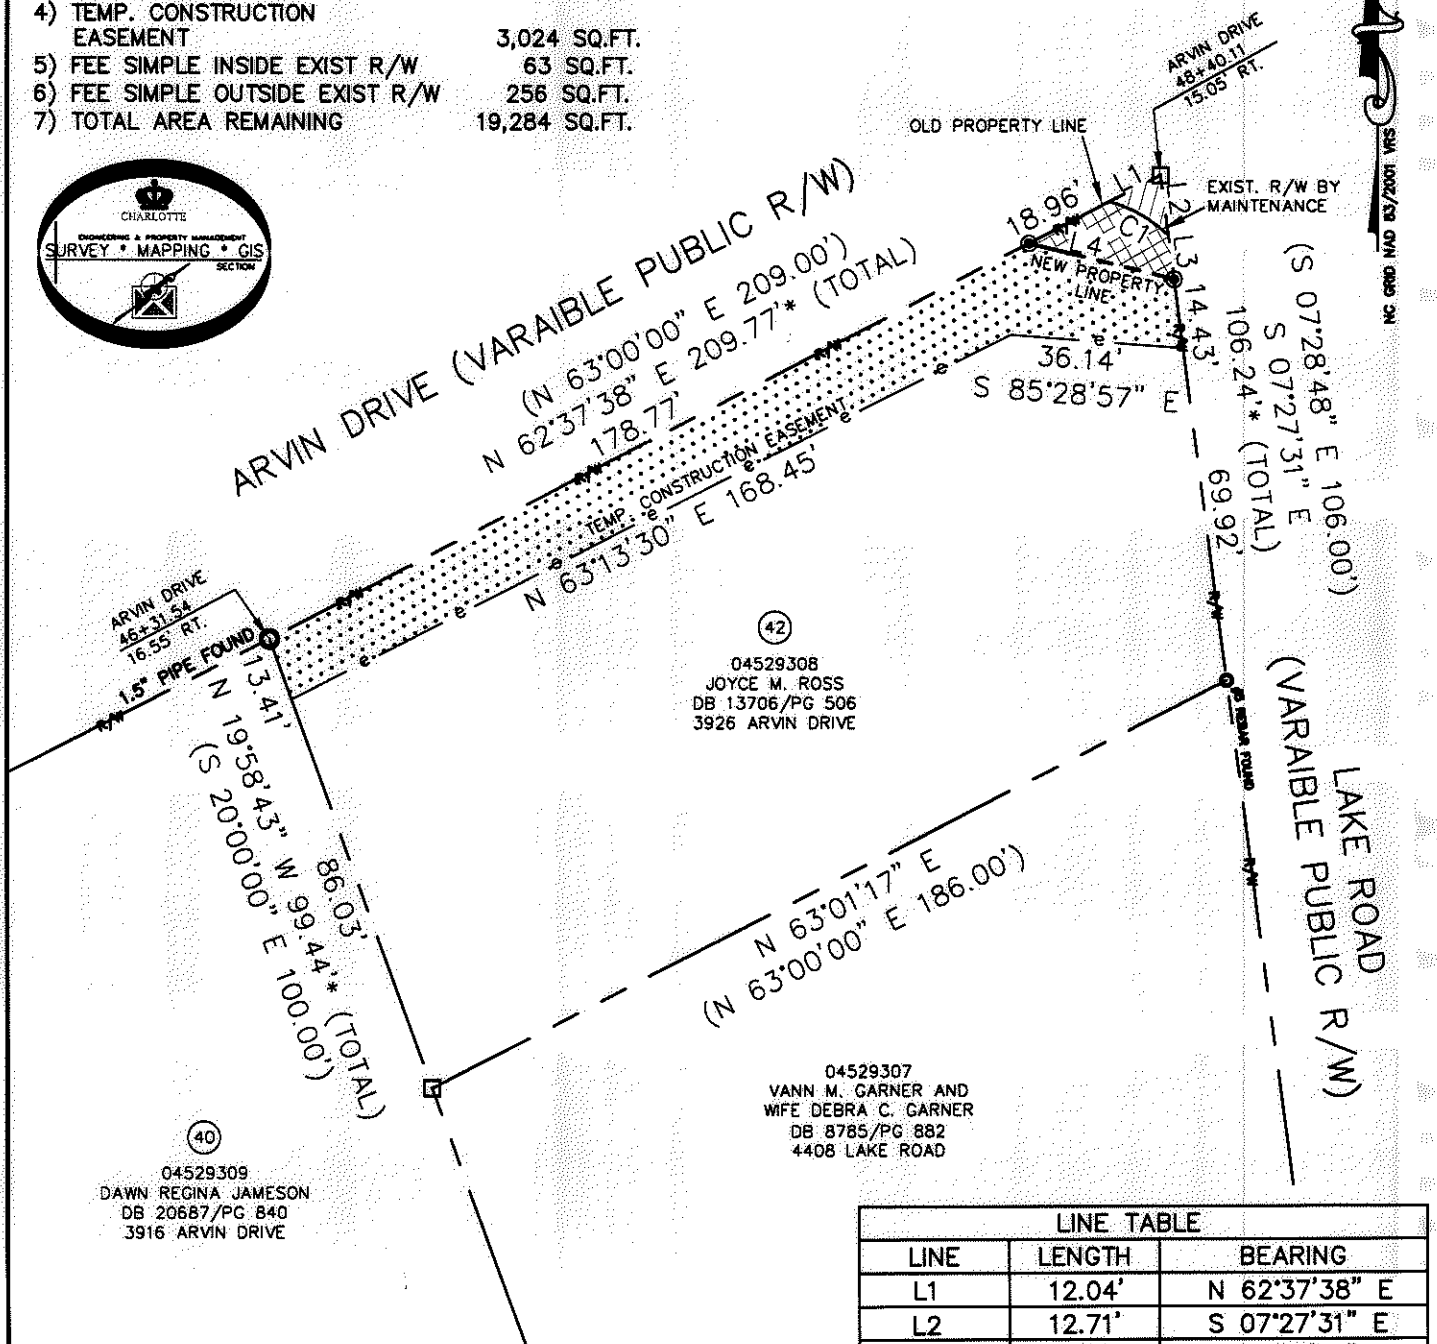 4) TEMP. CONSTRUCTION
EASEMENT 3,024 SQ.FT.
5) FEE SIMPLE INSIDE EXIST R/W 63 SQ.FT.
6) FEE SIMPLE OUTSIDE EXIST R/W 256 SQ.FT.
7) TOTAL AREA REMAINING 19,284 SQ.FT.
CHARLOTTE
ENGINEERING & PROPERTY MANAGEMENT
SURVEY * MAPPING * GIS
SECTION
ARVIN DRIVE
48+40.11
15.05' RT.
NC GRID NAD 83/2001 VRS
OLD PROPERTY LINE
EXIST. R/W BY
MAINTENANCE
L1
L2
18.96'
R/W
C1
L4
L3
NEW PROPERTY
LINE
14.43'
R/W
ARVIN DRIVE (VARAIBLE PUBLIC R/W)
(N 63°00'00" E 209.00')
N 62°37'38" E 209.77'* (TOTAL)
178.77'
R/W
R/W
R/W
TEMP. CONSTRUCTION EASEMENT
e
e
e
e
e
e
e
e
e
N 63°13'30" E 168.45'
36.14'
S 85°28'57" E
(S 07°28'48" E 106.00')
S 07°27'31" E
106.24'* (TOTAL)
69.92'
R/W
ARVIN DRIVE
46+31.54
16.55' RT.
1.5" PIPE FOUND
R/W
13.41'
N 19°58'43" W 99.44'* (TOTAL)
(S 20°00'00" E 100.00')
86.03'
42
04529308
JOYCE M. ROSS
DB 13706/PG 506
3926 ARVIN DRIVE
#5 REBAR FOUND
R/W
LAKE ROAD
(VARAIBLE PUBLIC R/W)
N 63°01'17" E
(N 63°00'00" E 186.00')
04529307
VANN M. GARNER AND
WIFE DEBRA C. GARNER
DB 8785/PG 882
4408 LAKE ROAD
40
04529309
DAWN REGINA JAMESON
DB 20687/PG 840
3916 ARVIN DRIVE
LINE TABLE
LINE LENGTH BEARING
L1 12.04' N 62°37'38" E
L2 12.71' S 07°27'31" E